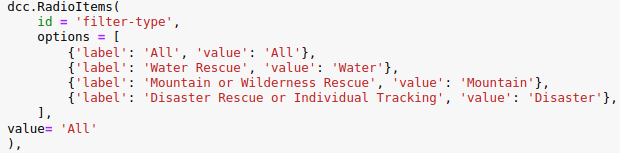 dcc.RadioItems(
    id = 'filter-type',
    options = [
        {'label': 'All', 'value': 'All'},
        {'label': 'Water Rescue', 'value': 'Water'},
        {'label': 'Mountain or Wilderness Rescue', 'value': 'Mountain'},
        {'label': 'Disaster Rescue or Individual Tracking', 'value': 'Disaster'},
    ],
value= 'All'
),